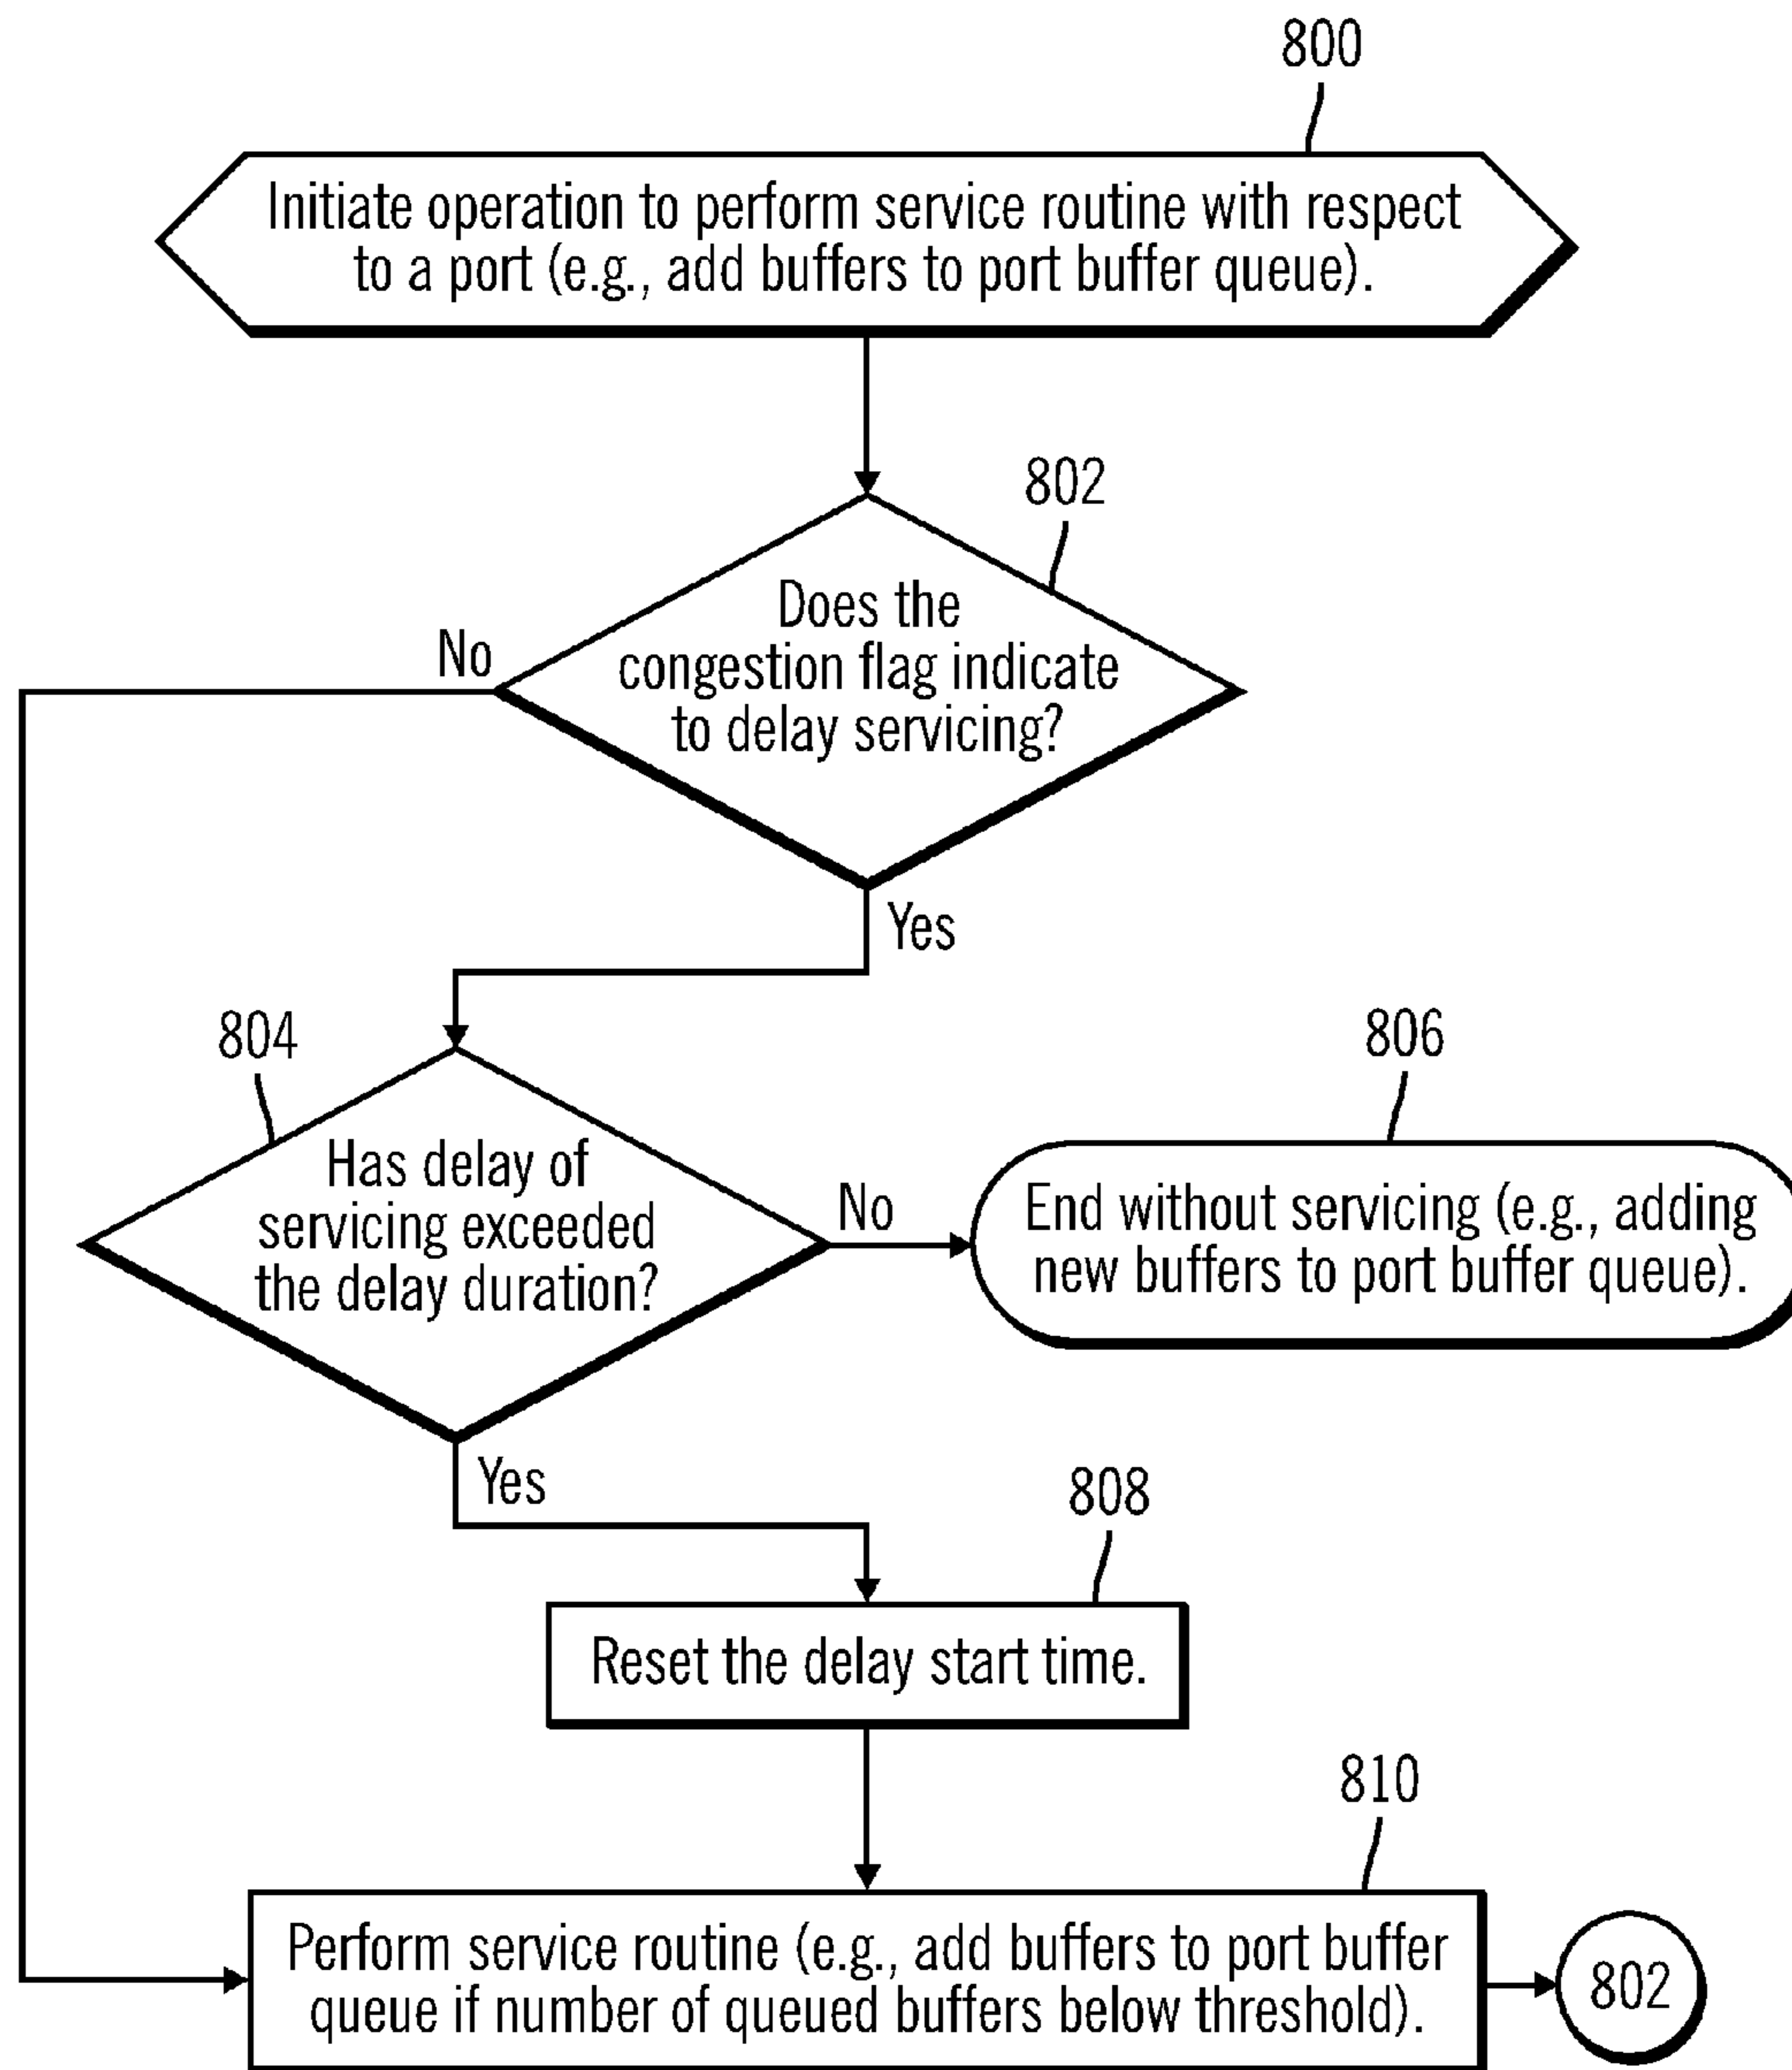 800
Initiate operation to perform service routine with respect
to a port (e.g., add buffers to port buffer queue).
802
Does the
congestion flag indicate
to delay servicing?
No
Yes
804
Has delay of
servicing exceeded
the delay duration?
No
806
End without servicing (e.g., adding
new buffers to port buffer queue).
Yes
808
Reset the delay start time.
810
Perform service routine (e.g., add buffers to port buffer
queue if number of queued buffers below threshold).
802